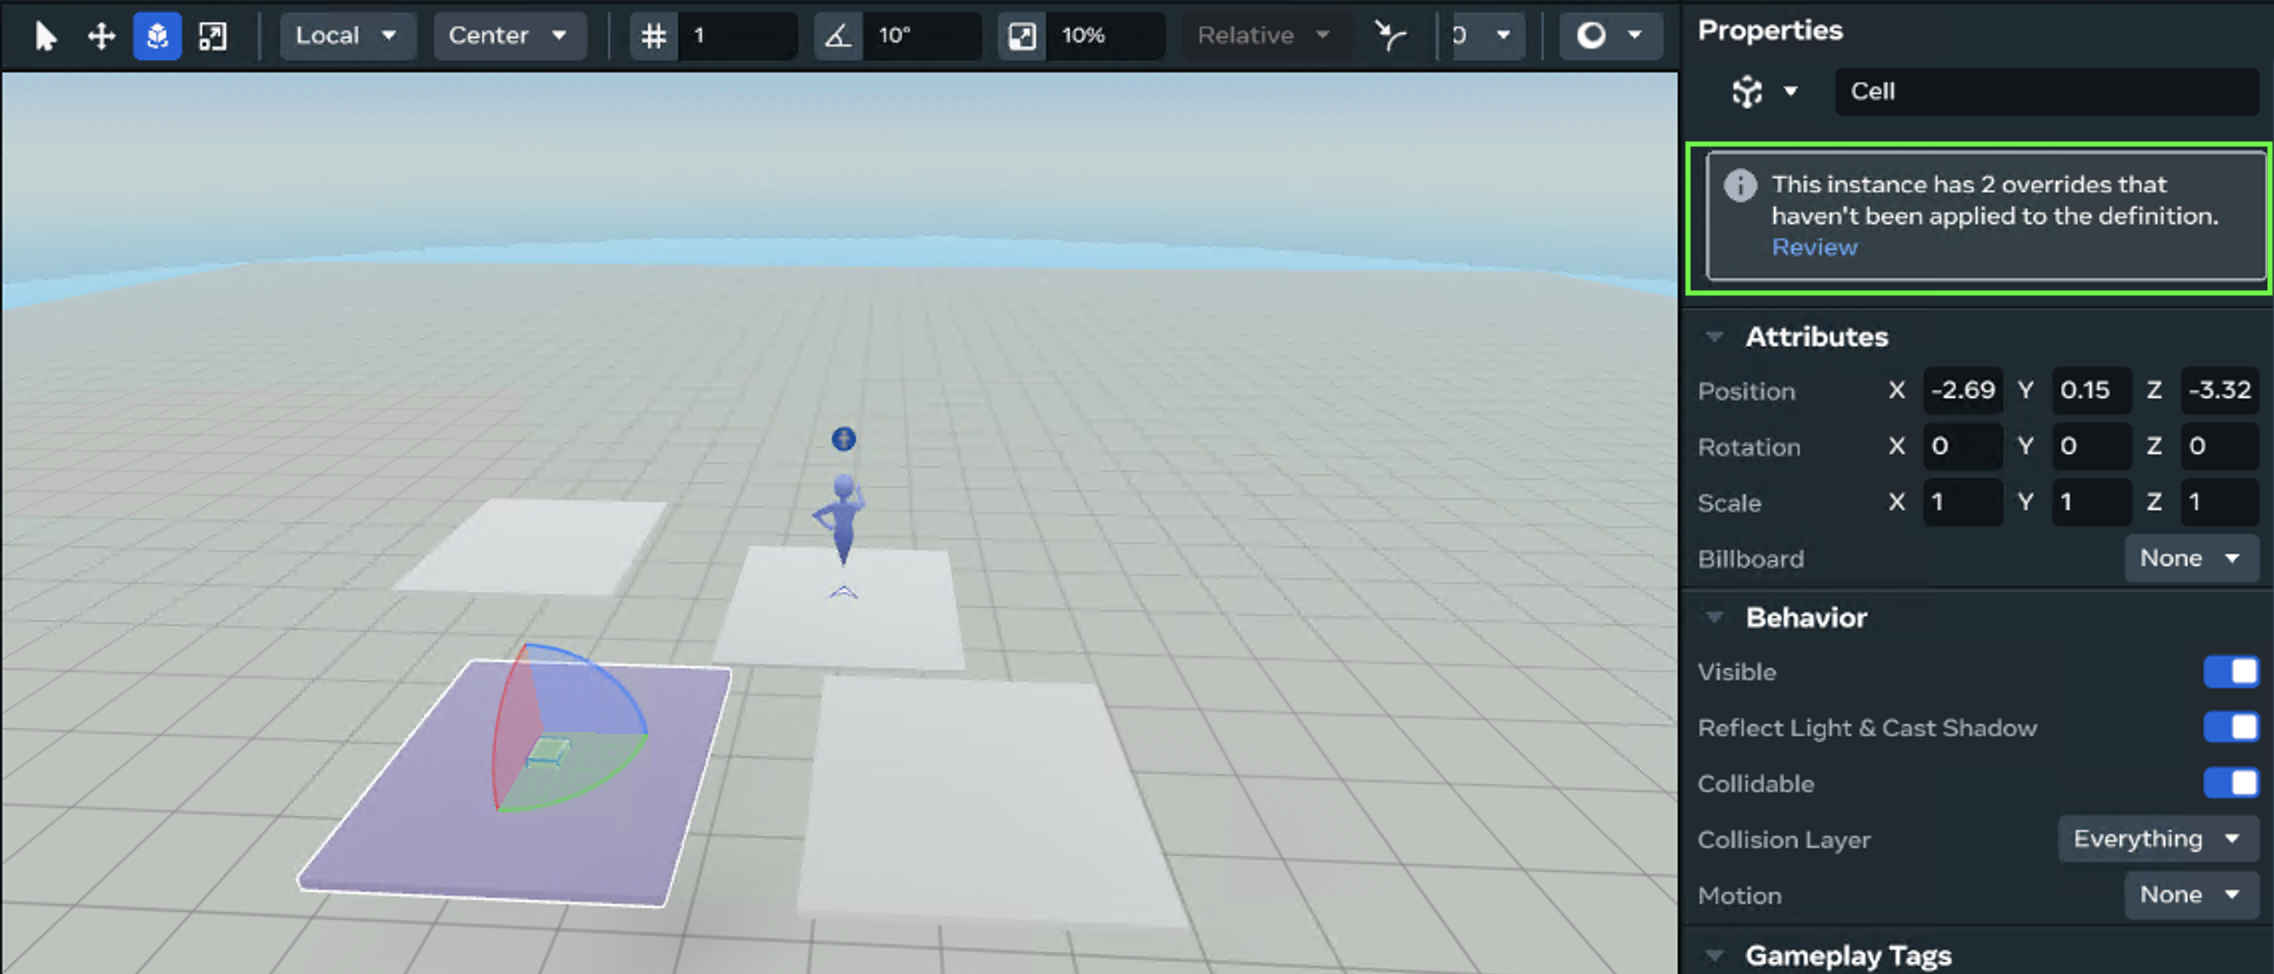 Local Center 1 10° 10% Relative
Properties
Cell
This instance has 2 overrides that
haven't been applied to the definition.
Review
Attributes
Position X -2.69 Y 0.15 Z -3.32
Rotation X 0 Y 0 Z 0
Scale X 1 Y 1 Z 1
Billboard None
Behavior
Visible
Reflect Light & Cast Shadow
Collidable
Collision Layer Everything
Motion None
Gameplay Tags